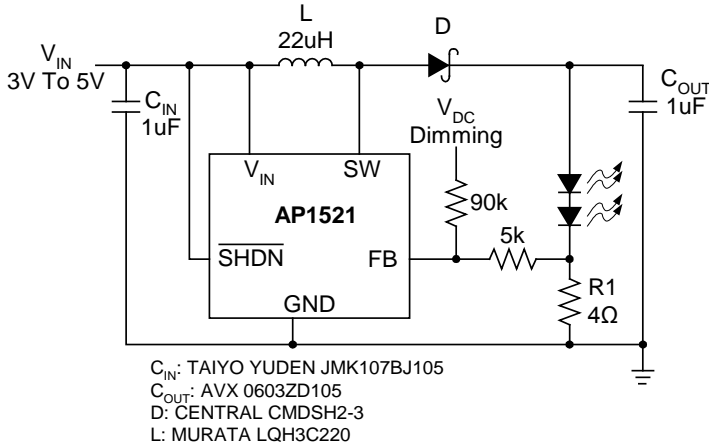 L
22uH
D
V_IN
3V To 5V
C_IN
1uF
C_OUT
1uF
V_DC
Dimming
V_IN
SW
AP1521
90k
5k
SHDN
FB
GND
R1
4Ω
C_IN: TAIYO YUDEN JMK107BJ105
C_OUT: AVX 0603ZD105
D: CENTRAL CMDSH2-3
L: MURATA LQH3C220